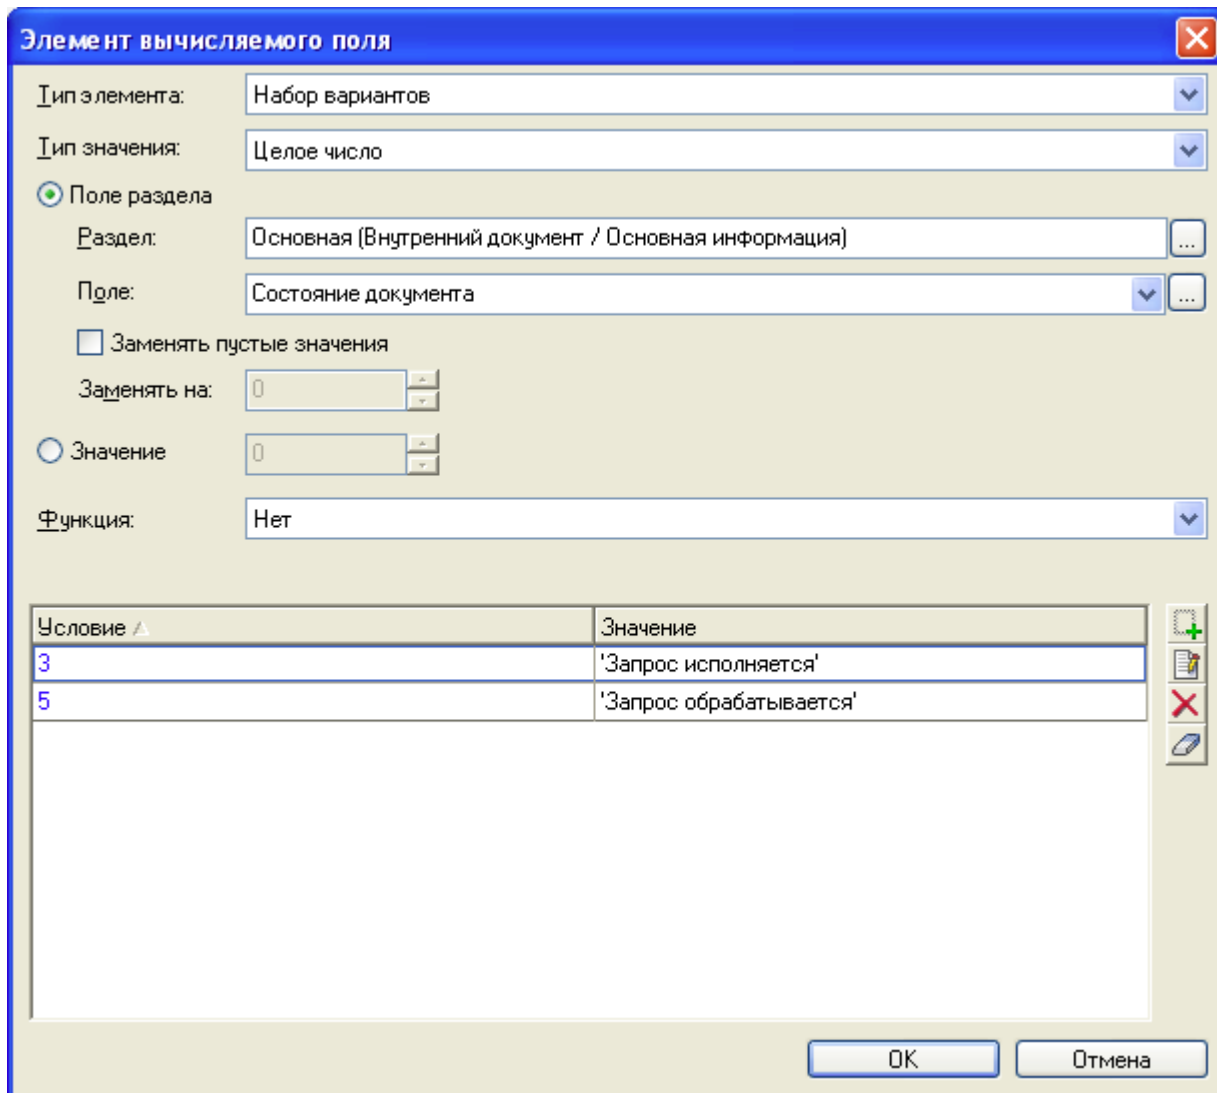 Элемент вычисляемого поля
Тип элемента: Набор вариантов
Тип значения: Целое число
Поле раздела
Раздел: Основная (Внутренний документ / Основная информация) ...
Поле: Состояние документа ...
Заменять пустые значения
Заменять на: 0
Значение 0
Функция: Нет
Условие Значение
3 'Запрос исполняется'
5 'Запрос обрабатывается'
OK Отмена